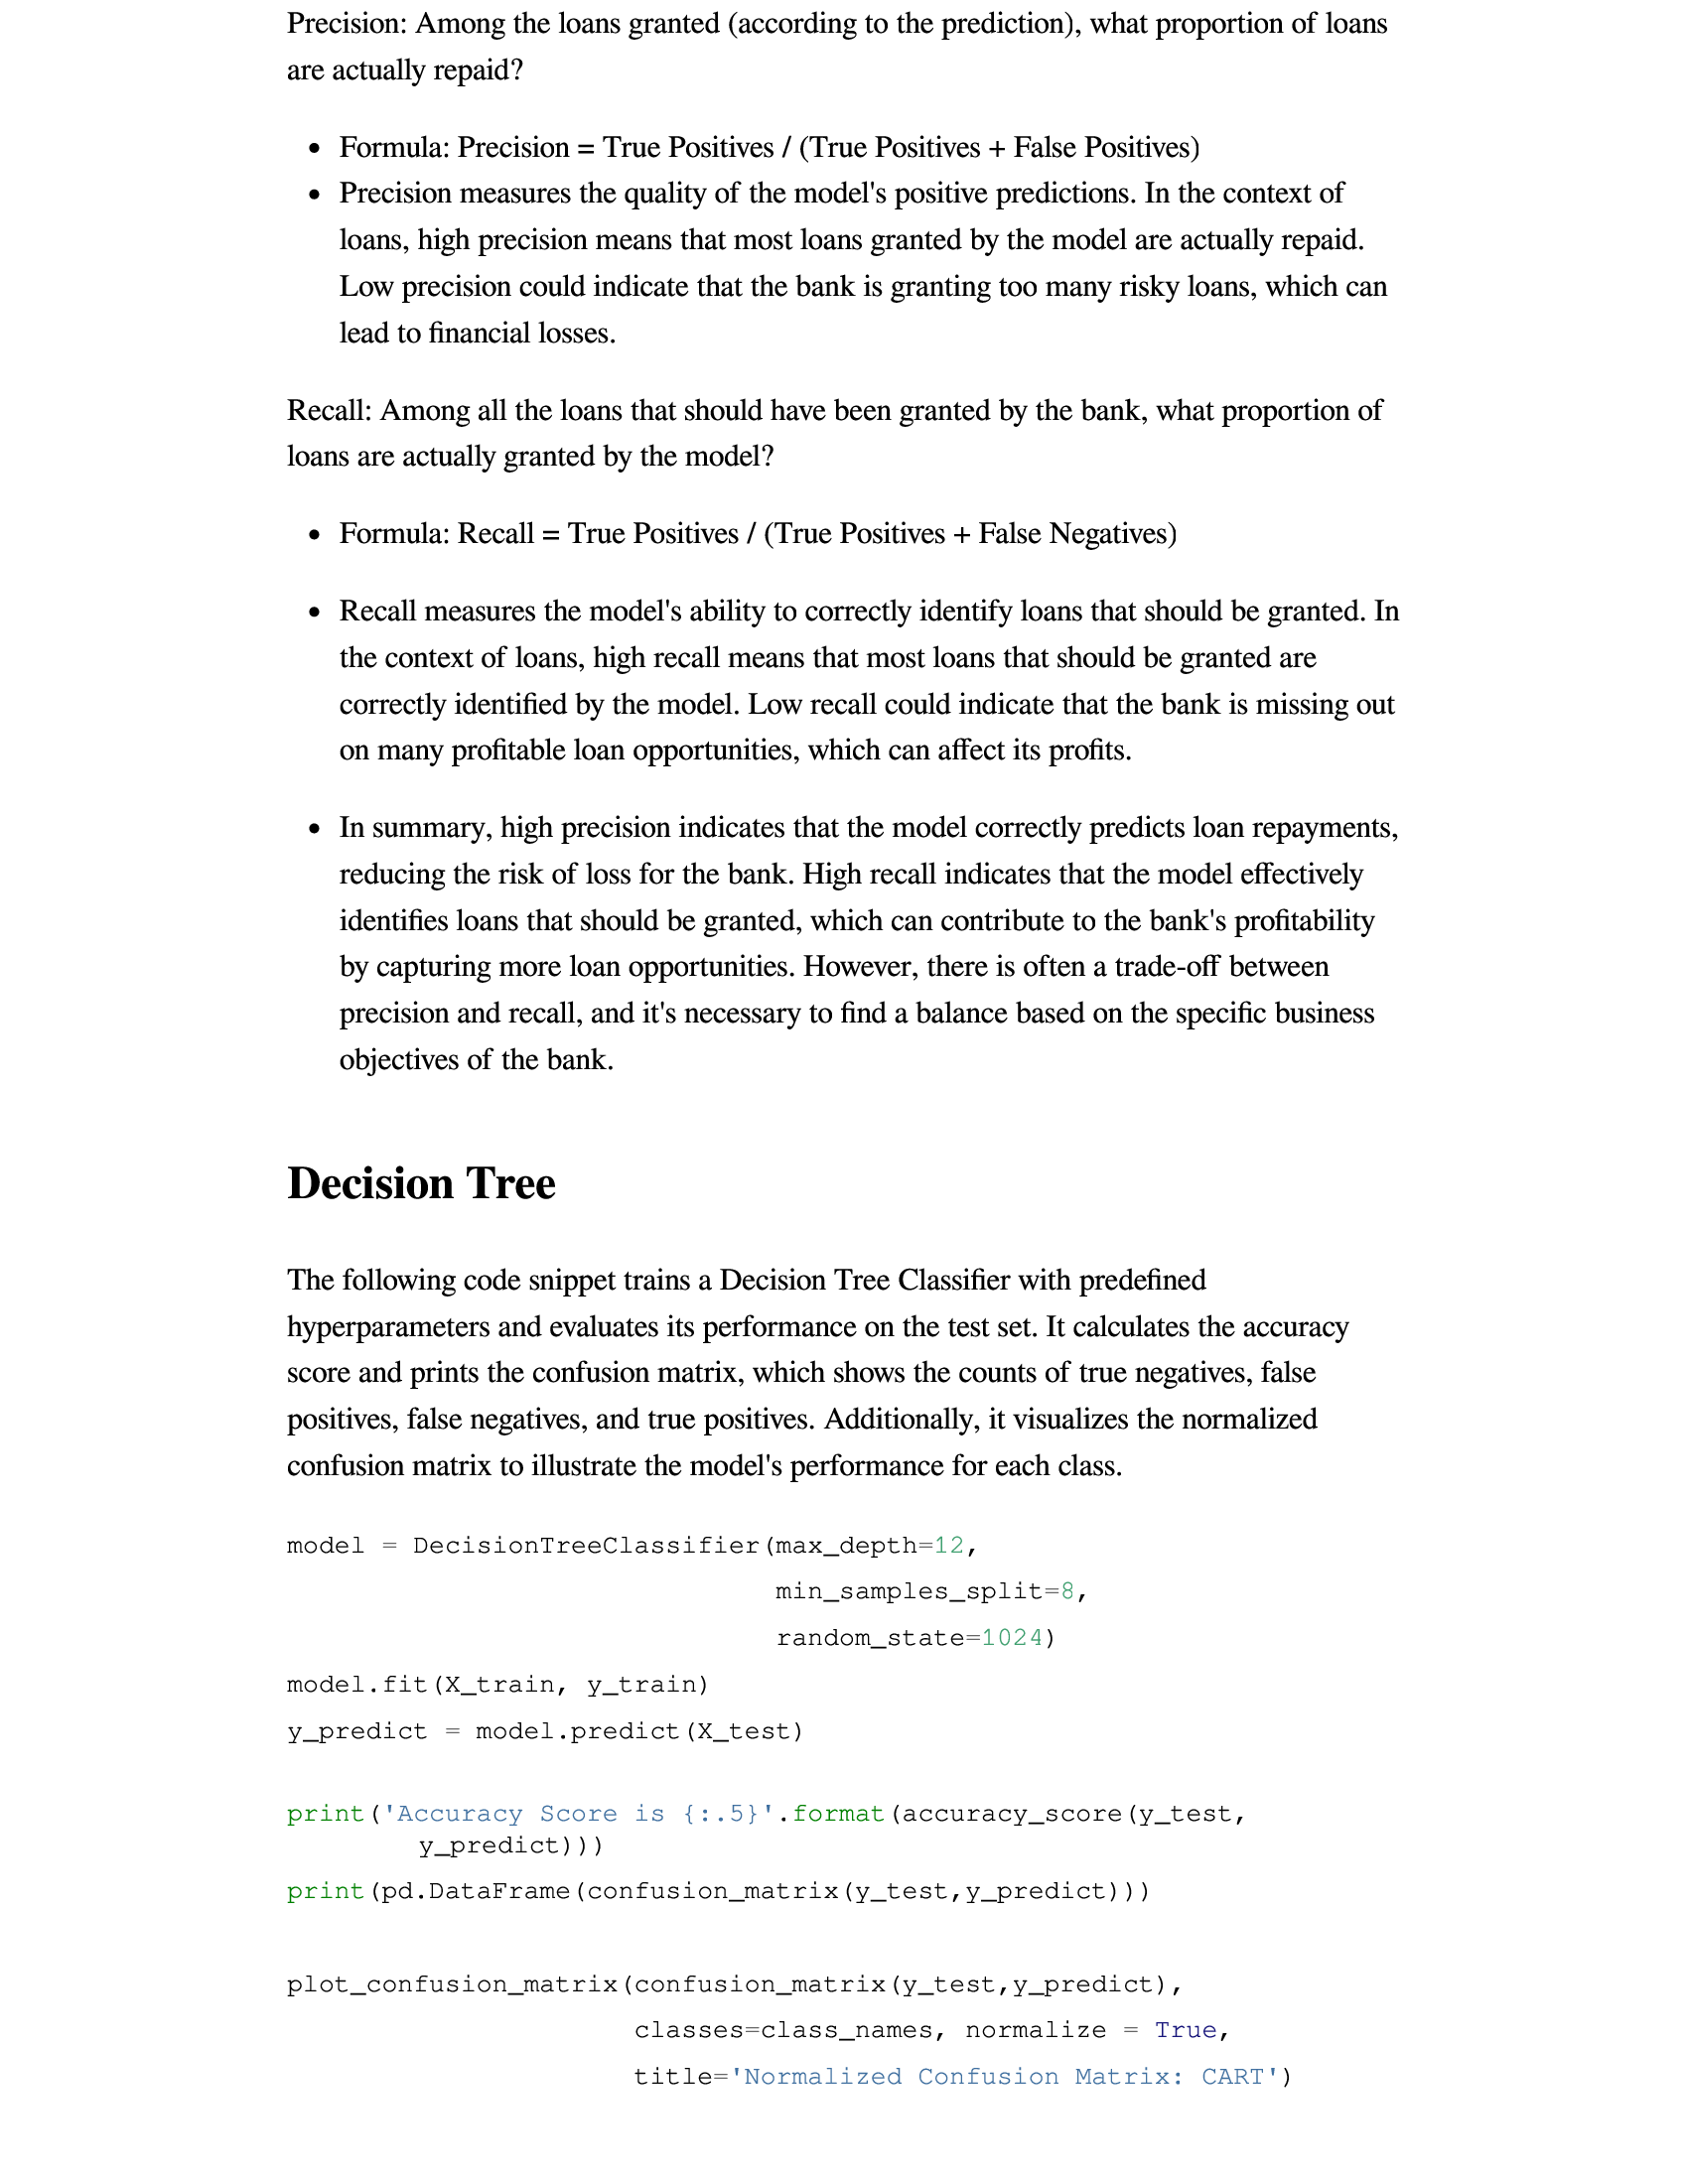 Precision: Among the loans granted (according to the prediction), what proportion of loans
are actually repaid?
• Formula: Precision = True Positives / (True Positives + False Positives)
• Precision measures the quality of the model's positive predictions. In the context of
loans, high precision means that most loans granted by the model are actually repaid.
Low precision could indicate that the bank is granting too many risky loans, which can
lead to financial losses.
Recall: Among all the loans that should have been granted by the bank, what proportion of
loans are actually granted by the model?
• Formula: Recall = True Positives / (True Positives + False Negatives)
• Recall measures the model's ability to correctly identify loans that should be granted. In
the context of loans, high recall means that most loans that should be granted are
correctly identified by the model. Low recall could indicate that the bank is missing out
on many profitable loan opportunities, which can affect its profits.
• In summary, high precision indicates that the model correctly predicts loan repayments,
reducing the risk of loss for the bank. High recall indicates that the model effectively
identifies loans that should be granted, which can contribute to the bank's profitability
by capturing more loan opportunities. However, there is often a trade-off between
precision and recall, and it's necessary to find a balance based on the specific business
objectives of the bank.
Decision Tree
The following code snippet trains a Decision Tree Classifier with predefined
hyperparameters and evaluates its performance on the test set. It calculates the accuracy
score and prints the confusion matrix, which shows the counts of true negatives, false
positives, false negatives, and true positives. Additionally, it visualizes the normalized
confusion matrix to illustrate the model's performance for each class.
model = DecisionTreeClassifier(max_depth=12,
min_samples_split=8,
random_state=1024)
model.fit(X_train, y_train)
y_predict = model.predict(X_test)
print('Accuracy Score is {:.5}'.format(accuracy_score(y_test,
y_predict)))
print(pd.DataFrame(confusion_matrix(y_test,y_predict)))
plot_confusion_matrix(confusion_matrix(y_test,y_predict),
classes=class_names, normalize = True,
title='Normalized Confusion Matrix: CART')